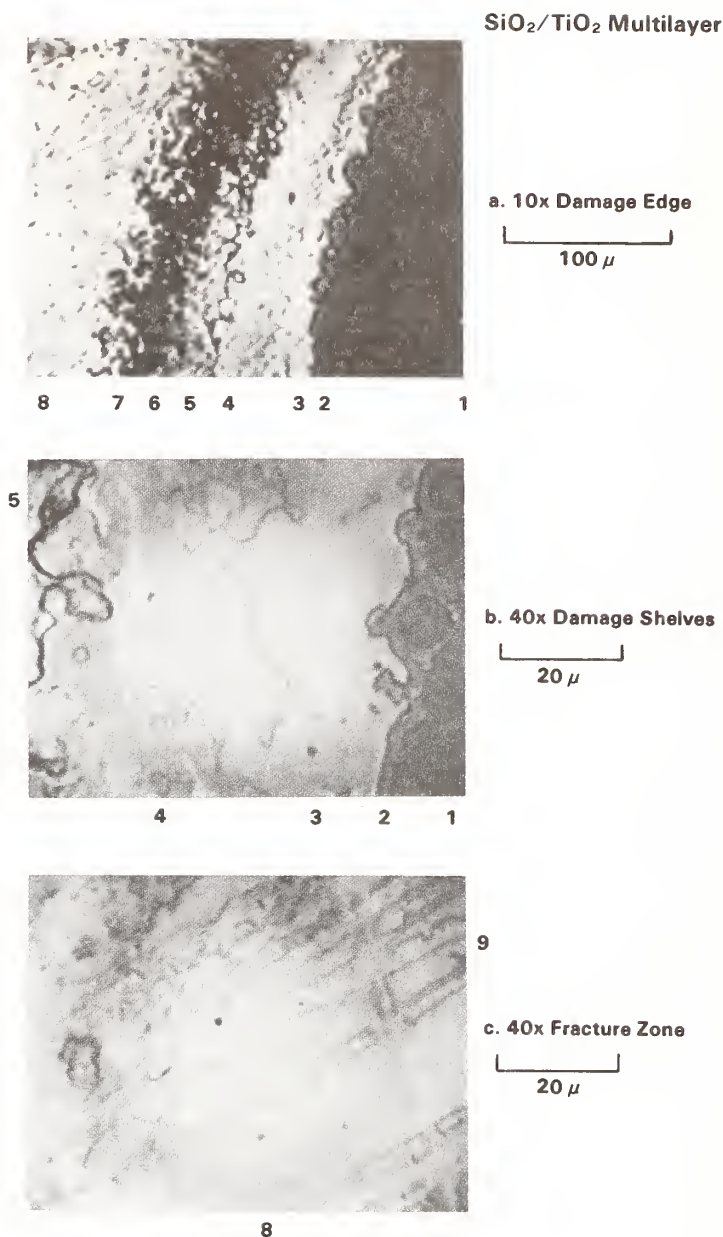 SiO₂/TiO₂ Multilayer
a. 10x Damage Edge
100 μ
8 7 6 5 4 3 2 1
5
b. 40x Damage Shelves
20 μ
4 3 2 1
9
c. 40x Fracture Zone
20 μ
8